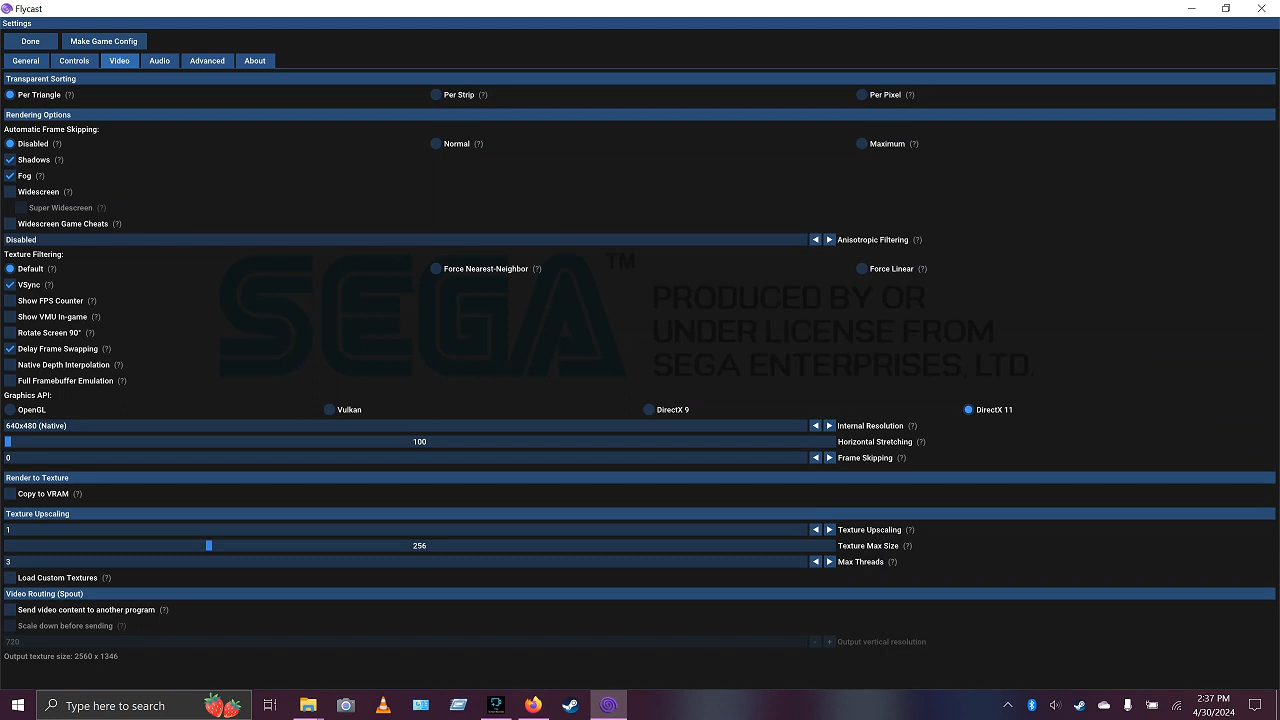 Flycast
Settings
Done Make Game Config
General Controls Video Audio Advanced About
Transparent Sorting
Per Triangle (?) Per Strip (?) Per Pixel (?)
Rendering Options
Automatic Frame Skipping:
Disabled (?) Normal (?) Maximum (?)
Shadows (?)
Fog (?)
Widescreen (?)
Super Widescreen (?)
Widescreen Game Cheats (?)
Disabled Anisotropic Filtering (?)
Texture Filtering:
Default (?) Force Nearest-Neighbor (?) Force Linear (?)
VSync (?)
Show FPS Counter (?)
Show VMU In-game (?)
Rotate Screen 90° (?)
Delay Frame Swapping (?)
Native Depth Interpolation (?)
Full Framebuffer Emulation (?)
SEGA™
PRODUCED BY OR
UNDER LICENSE FROM
SEGA ENTERPRISES, LTD.
Graphics API:
OpenGL Vulkan DirectX 9 DirectX 11
640x480 (Native) Internal Resolution (?)
100 Horizontal Stretching (?)
0 Frame Skipping (?)
Render to Texture
Copy to VRAM (?)
Texture Upscaling
1 Texture Upscaling (?)
256 Texture Max Size (?)
3 Max Threads (?)
Load Custom Textures (?)
Video Routing (Spout)
Send video content to another program (?)
Scale down before sending (?)
720 - + Output vertical resolution
Output texture size: 2560 x 1346
Type here to search
2:37 PM
4/30/2024